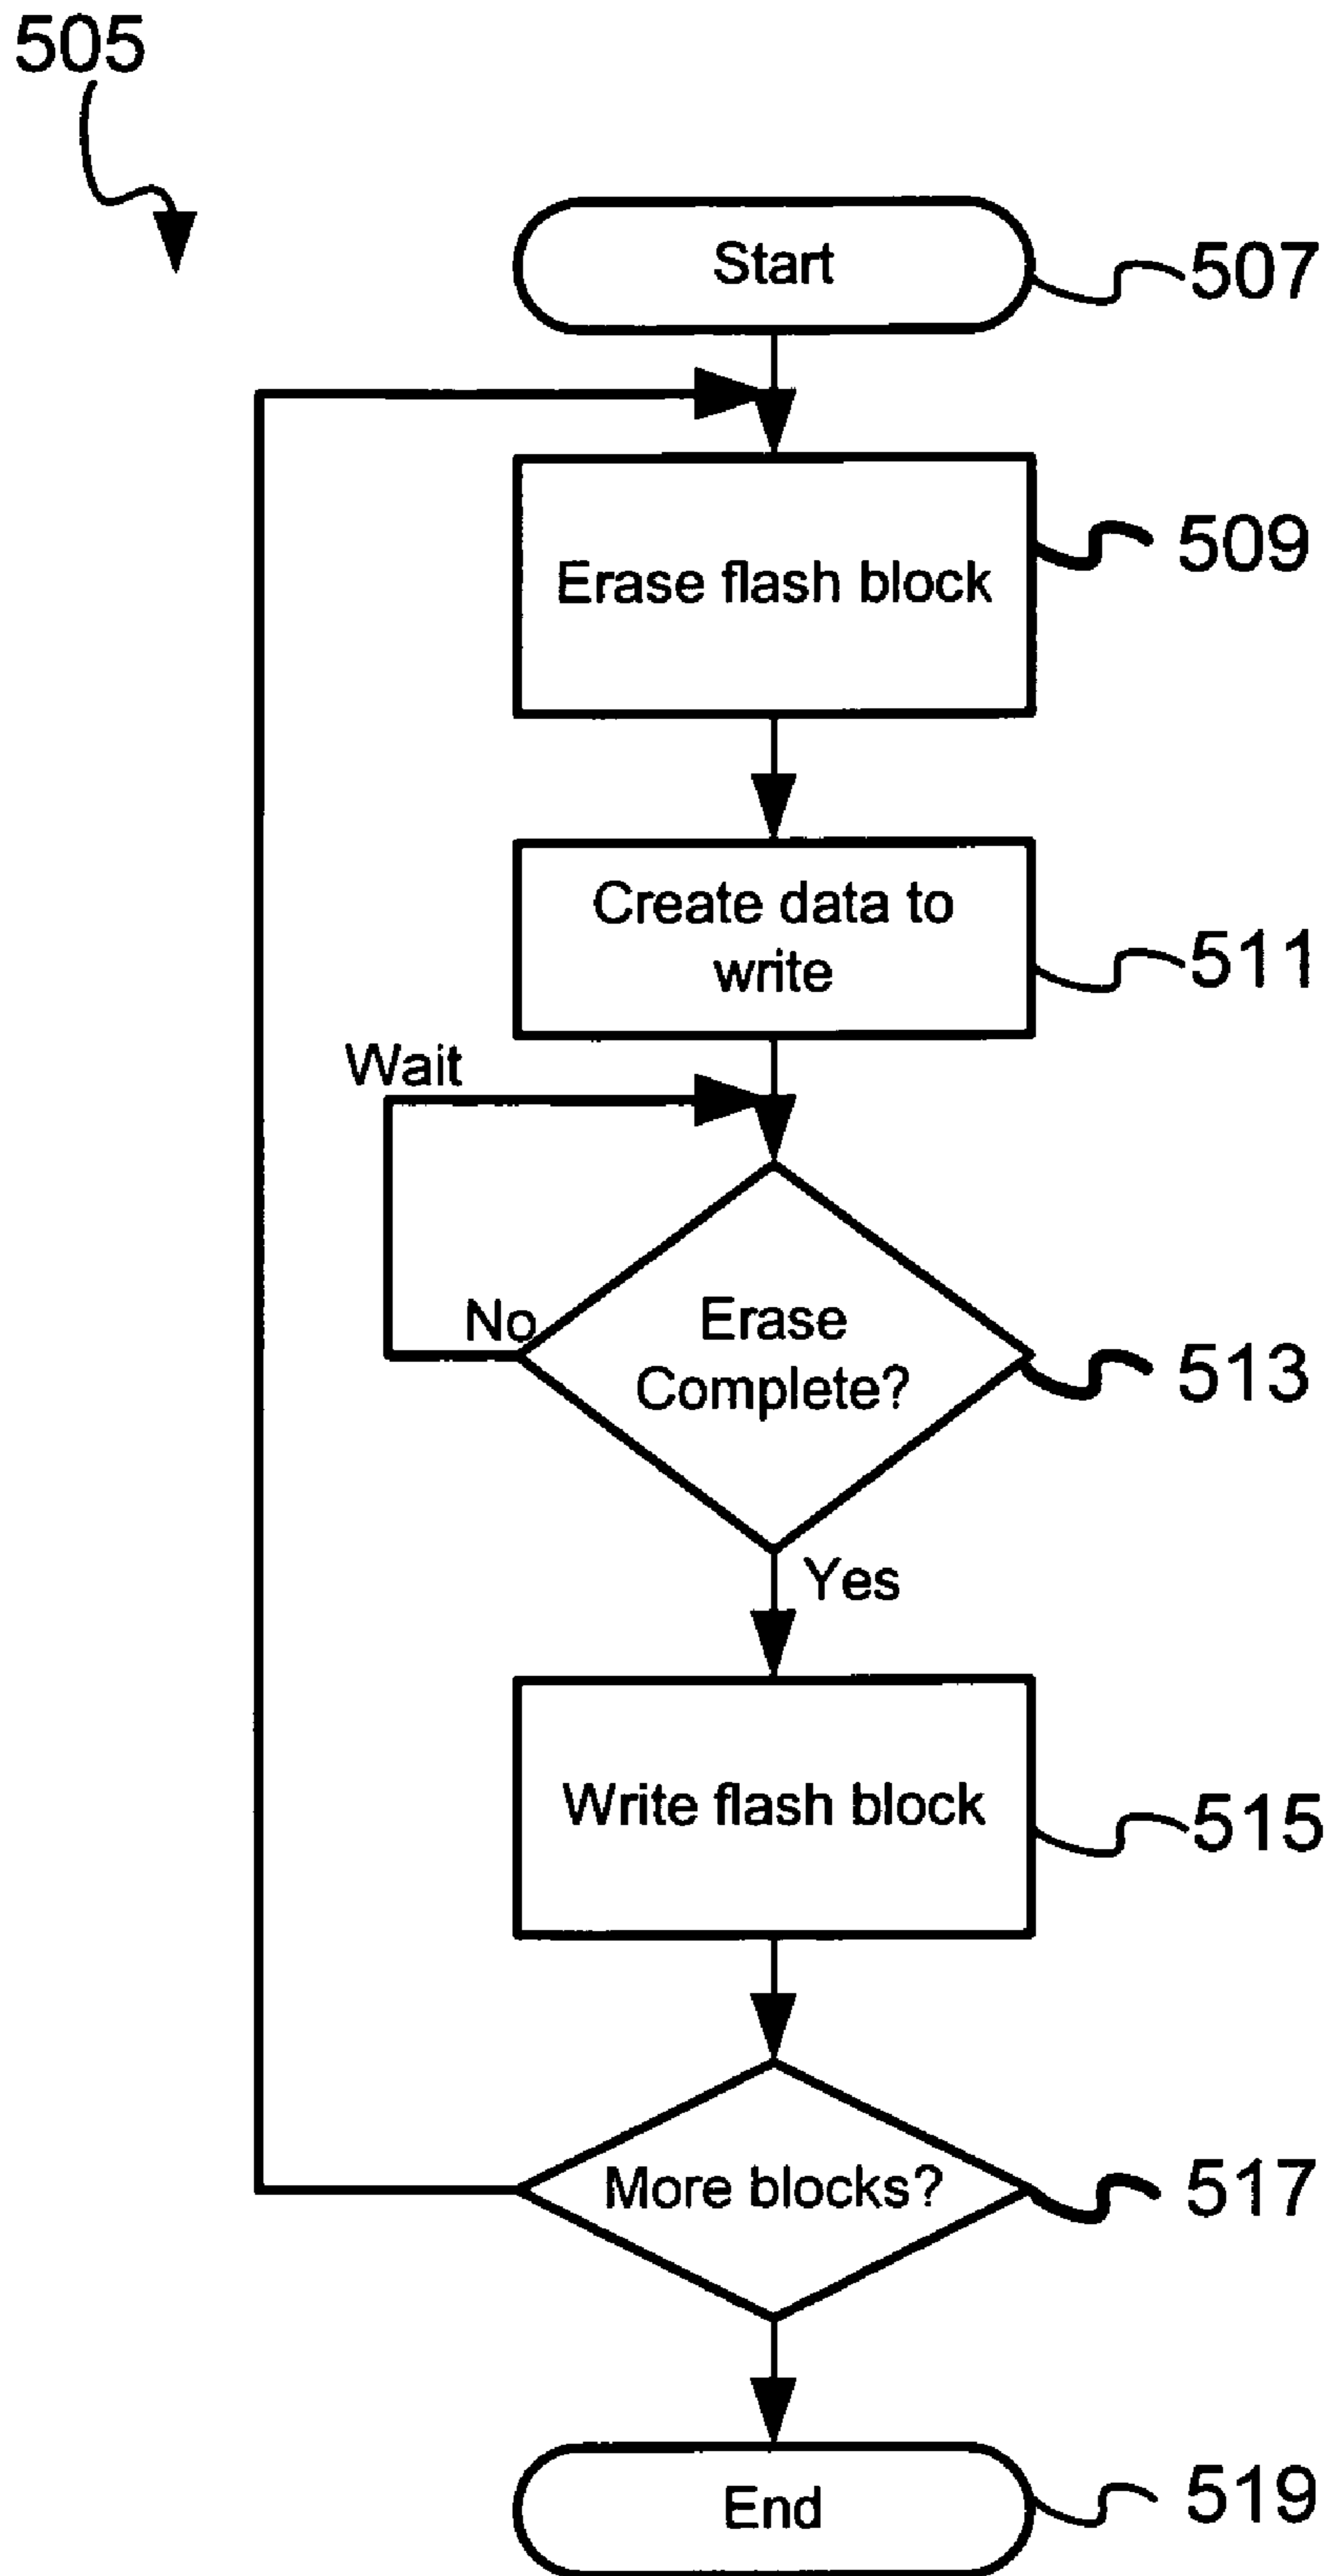 505
Start
507
Erase flash block
509
Create data to
write
511
Wait
No
Erase
Complete?
513
Yes
Write flash block
515
More blocks?
517
End
519